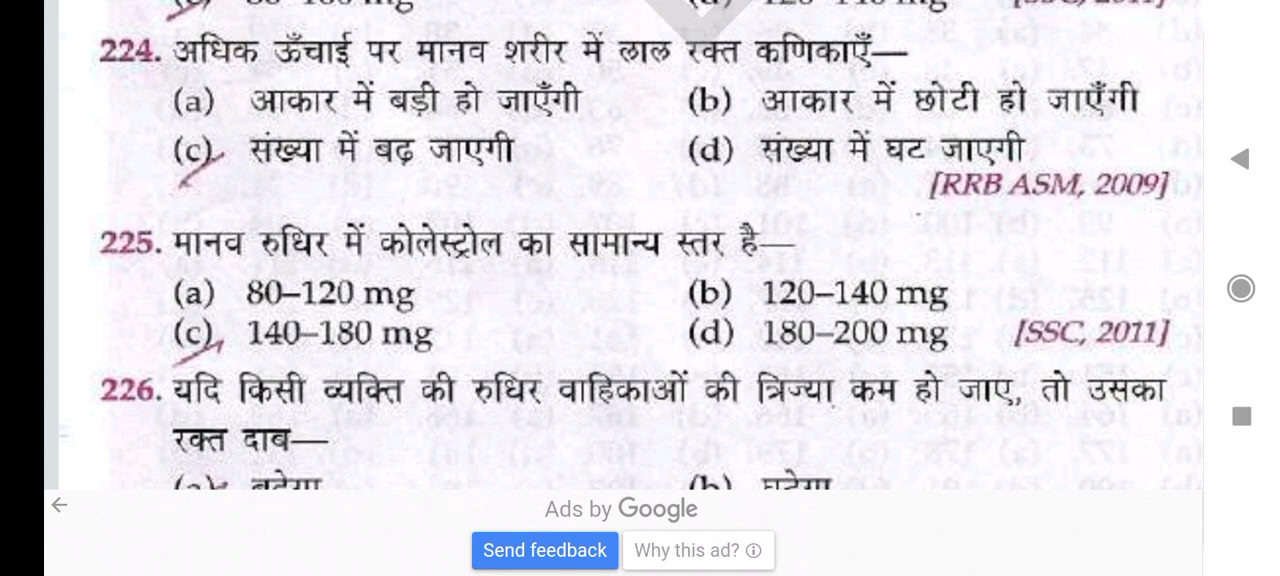 224. अधिक ऊँचाई पर मानव शरीर में लाल रक्त कणिकाएँ—
(a) आकार में बड़ी हो जाएँगी (b) आकार में छोटी हो जाएँगी
(c) संख्या में बढ़ जाएगी (d) संख्या में घट जाएगी
[RRB ASM, 2009]
225. मानव रुधिर में कोलेस्ट्रोल का सामान्य स्तर है—
(a) 80–120 mg (b) 120–140 mg
(c) 140–180 mg (d) 180–200 mg [SSC, 2011]
226. यदि किसी व्यक्ति की रुधिर वाहिकाओं की त्रिज्या कम हो जाए, तो उसका
रक्त दाब—
Ads by Google
Send feedback Why this ad?